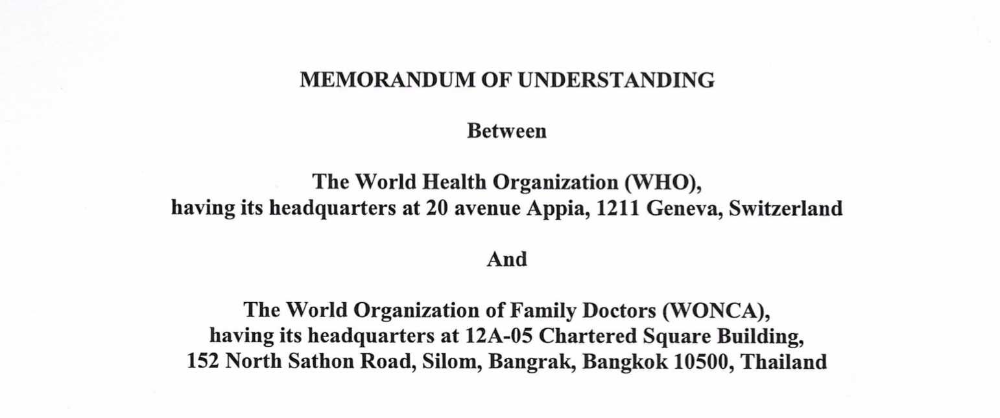 MEMORANDUM OF UNDERSTANDING
Between
The World Health Organization (WHO),
having its headquarters at 20 avenue Appia, 1211 Geneva, Switzerland
And
The World Organization of Family Doctors (WONCA),
having its headquarters at 12A-05 Chartered Square Building,
152 North Sathon Road, Silom, Bangrak, Bangkok 10500, Thailand